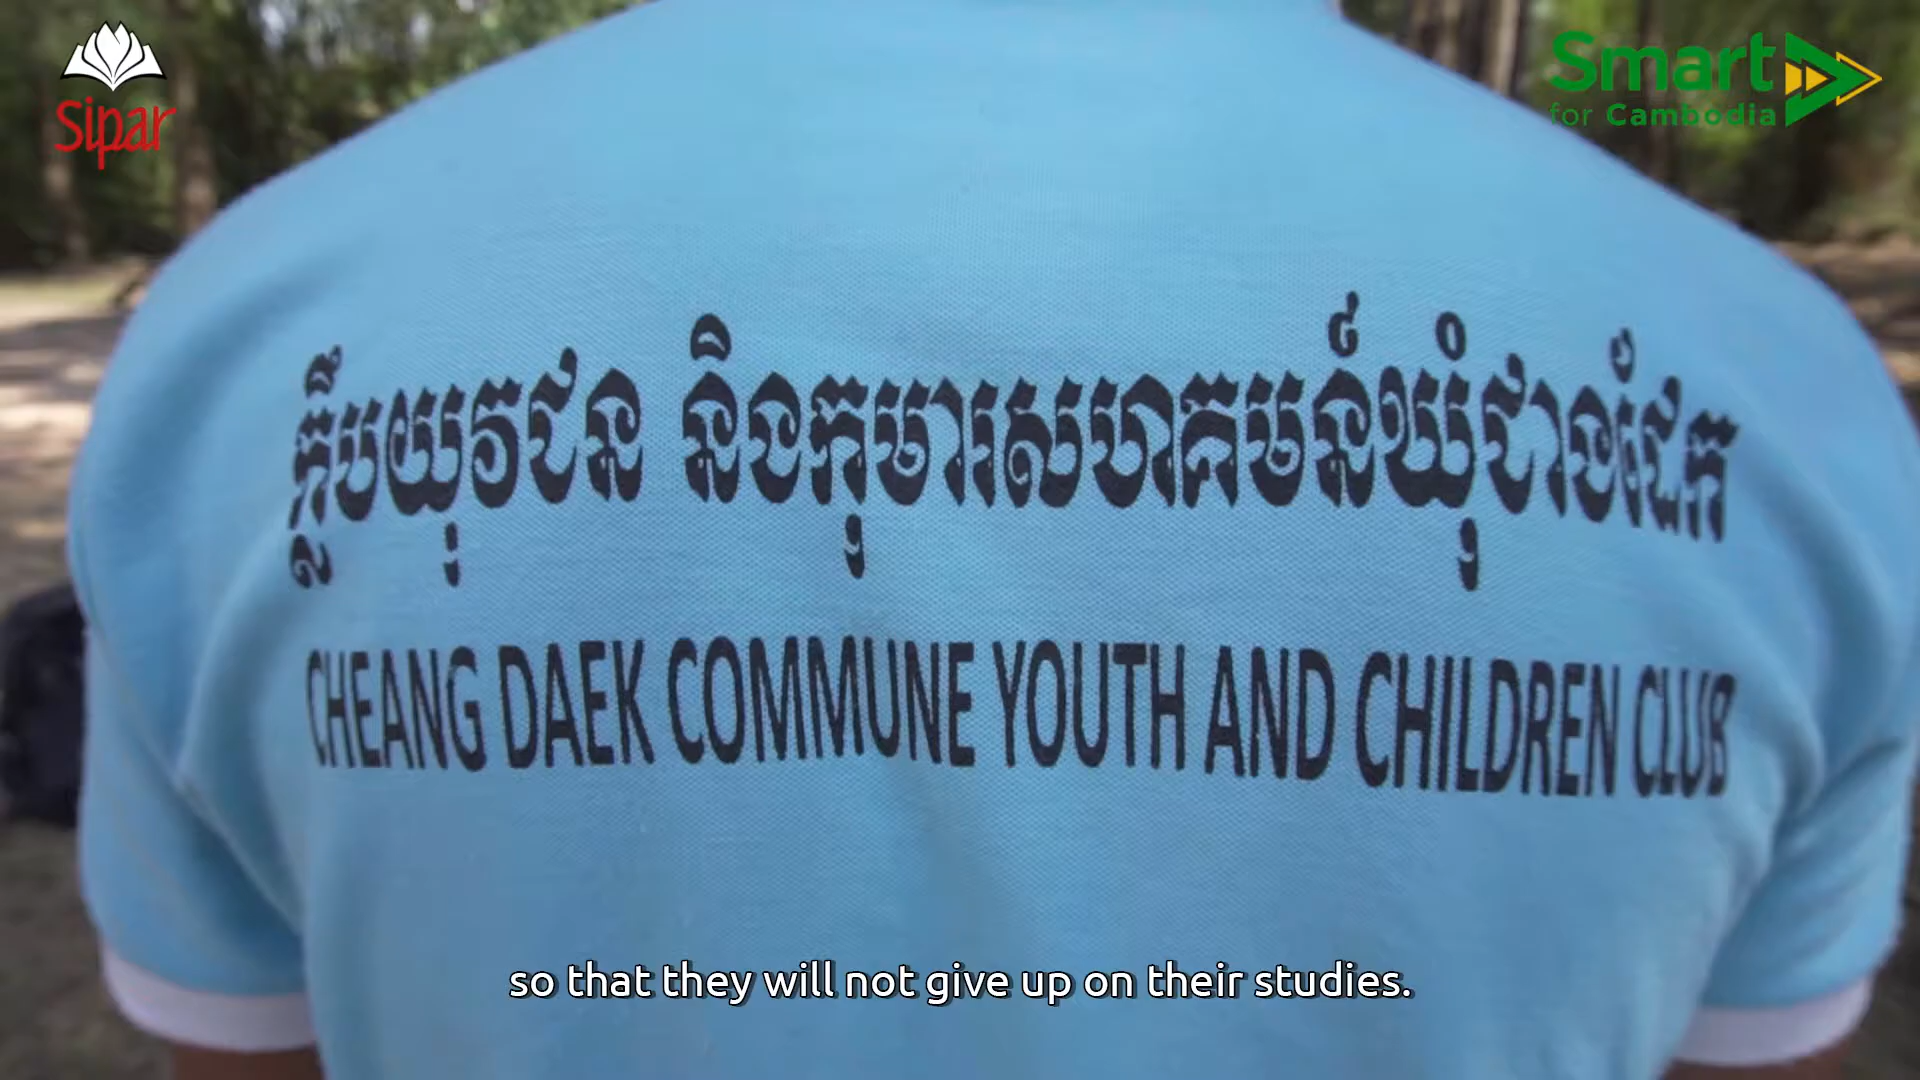 Sipar
Smart
for Cambodia
ក្លឹបយុវជន និងកុមារសហគមន៍ឃុំជាងដែក
CHEANG DAEK COMMUNE YOUTH AND CHILDREN CLUB
so that they will not give up on their studies.